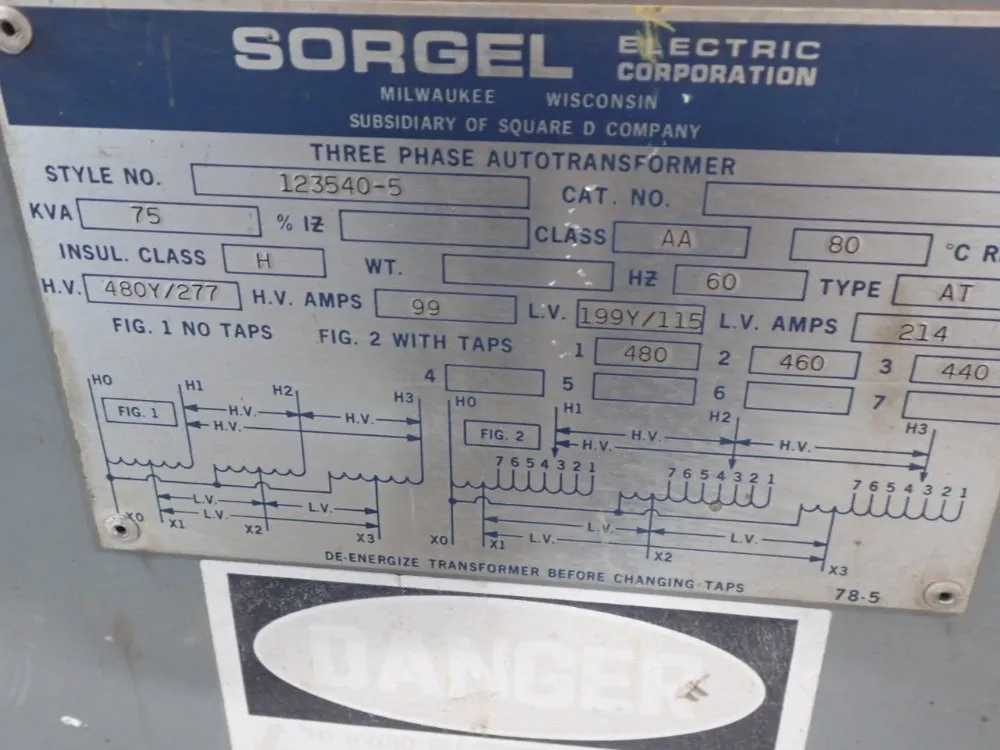 SORGEL ELECTRIC CORPORATION
MILWAUKEE WISCONSIN
SUBSIDIARY OF SQUARE D COMPANY
THREE PHASE AUTOTRANSFORMER
STYLE NO. 123540-5 CAT. NO.
KVA 75 % IZ CLASS AA 80 °C
INSUL. CLASS H WT. HZ 60 TYPE AT
H.V. 480Y/277 H.V. AMPS 99 L.V. 199Y/115 L.V. AMPS 214
FIG. 1 NO TAPS FIG. 2 WITH TAPS 1 480 2 460 3 440
4 5 6 7
H0 H1 H2 H3 H0 H1 H2 H3
FIG. 1 H.V. H.V. H.V. FIG. 2 H.V. H.V. H.V.
7 6 5 4 3 2 1 7 6 5 4 3 2 1 7 6 5 4 3 2 1
L.V. L.V. L.V. L.V. L.V. L.V.
X0 X1 X2 X3 X0 X1 X2 X3
DE-ENERGIZE TRANSFORMER BEFORE CHANGING TAPS
78-5
DANGER